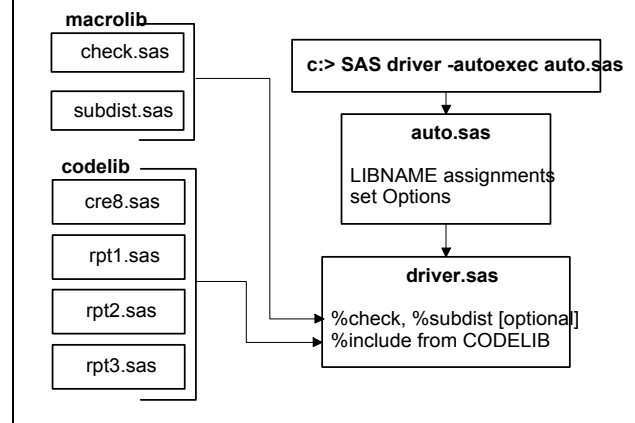 macrolib
check.sas
subdist.sas
codelib
cre8.sas
rpt1.sas
rpt2.sas
rpt3.sas
c:> SAS driver -autoexec auto.sas
auto.sas
LIBNAME assignments
set Options
driver.sas
%check, %subdist [optional]
%include from CODELIB